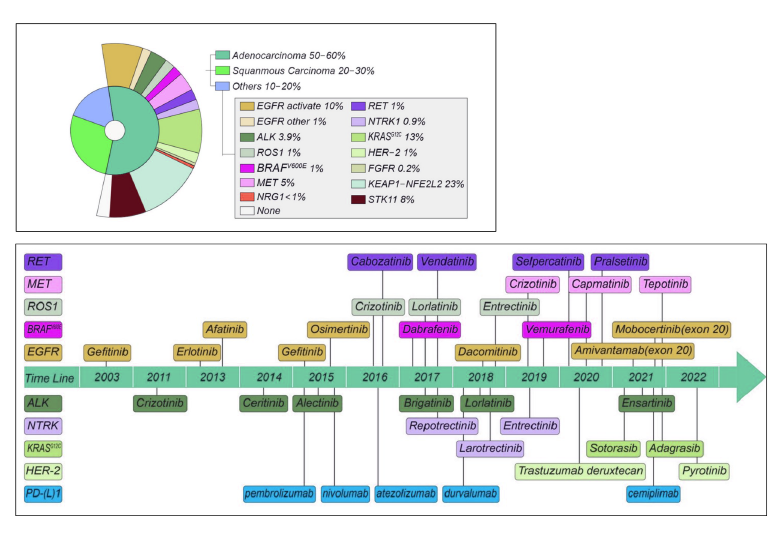 Adenocarcinoma 50-60%
Squanmous Carcinoma 20-30%
Others 10-20%
EGFR activate 10%
EGFR other 1%
ALK 3.9%
ROS1 1%
BRAFV600E 1%
MET 5%
NRG1<1%
None
RET 1%
NTRK1 0.9%
KRASG12C 13%
HER-2 1%
FGFR 0.2%
KEAP1-NFE2L2 23%
STK11 8%
RET Cabozatinib Vendatinib Selpercatinib Pralsetinib
MET Crizotinib Capmatinib Tepotinib
ROS1 Crizotinib Lorlatinib Entrectinib
BRAFV600E Afatinib Osimertinib Dabrafenib Vemurafenib Mobocertinib(exon 20)
EGFR Gefitinib Erlotinib Gefitinib Dacomitinib Amivantamab(exon 20)
Time Line 2003 2011 2013 2014 2015 2016 2017 2018 2019 2020 2021 2022
ALK Crizotinib Ceritinib Alectinib Brigatinib Lorlatinib Ensartinib
NTRK Repotrectinib Entrectinib
KRASG12C Larotrectinib Sotorasib Adagrasib
HER-2 Trastuzumab deruxtecan Pyrotinib
PD-(L)1 pembrolizumab nivolumab atezolizumab durvalumab cemiplimab